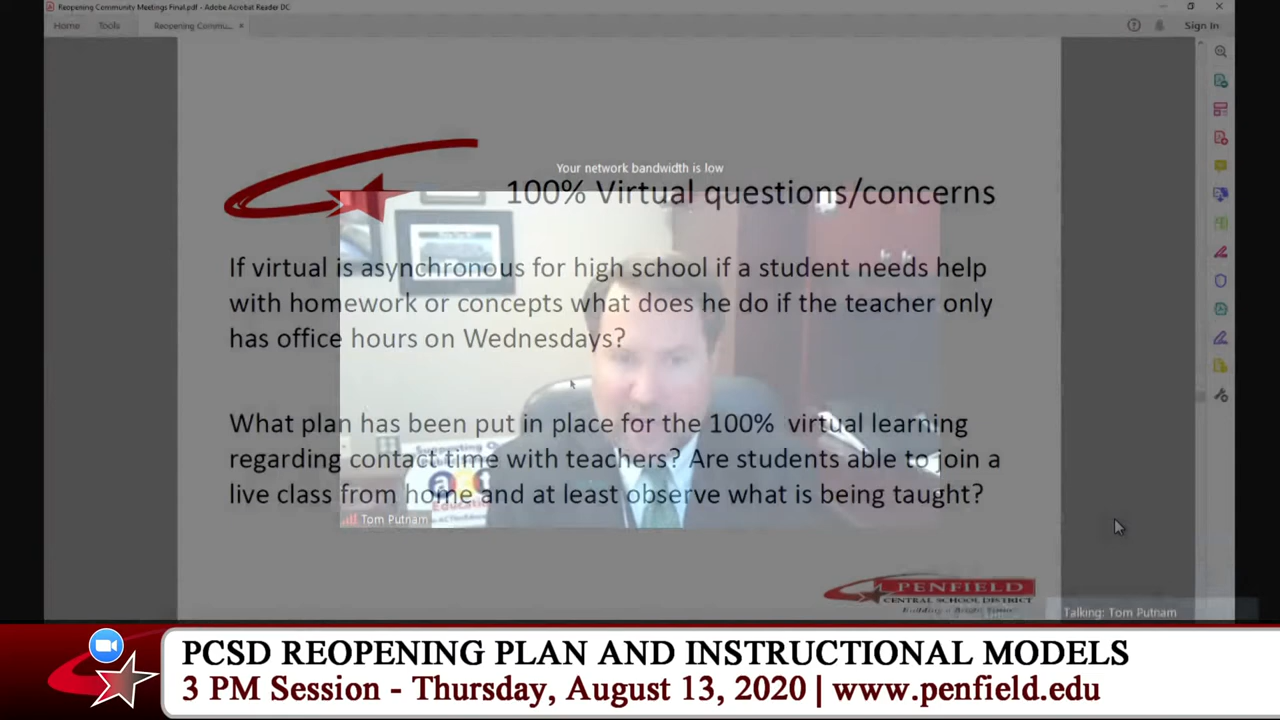 Reopening Community Meetings Final.pdf - Adobe Acrobat Reader DC
Home Tools Reopening Commu... ×
Sign In
Your network bandwidth is low
100% Virtual questions/concerns
If virtual is asynchronous for high school if a student needs help
with homework or concepts what does he do if the teacher only
has office hours on Wednesdays?
What plan has been put in place for the 100% virtual learning
regarding contact time with teachers? Are students able to join a
live class from home and at least observe what is being taught?
Tom Putnam
PENFIELD
CENTRAL SCHOOL DISTRICT
Talking: Tom Putnam
PCSD REOPENING PLAN AND INSTRUCTIONAL MODELS
3 PM Session - Thursday, August 13, 2020 | www.penfield.edu